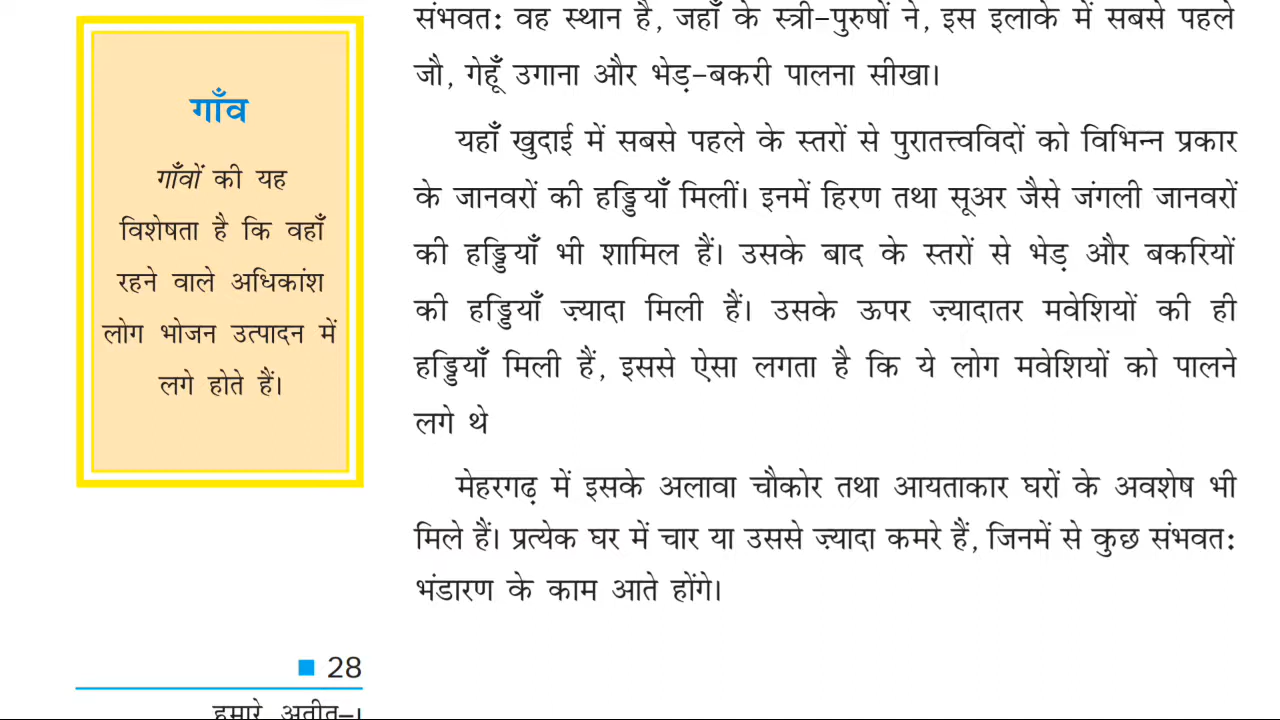 गाँव
गाँवों की यह
विशेषता है कि वहाँ
रहने वाले अधिकांश
लोग भोजन उत्पादन में
लगे होते हैं।
संभवत: वह स्थान है, जहाँ के स्त्री-पुरुषों ने, इस इलाके में सबसे पहले
जौ, गेहूँ उगाना और भेड़-बकरी पालना सीखा।
यहाँ खुदाई में सबसे पहले के स्तरों से पुरातत्त्वविदों को विभिन्न प्रकार
के जानवरों की हड्डियाँ मिलीं। इनमें हिरण तथा सूअर जैसे जंगली जानवरों
की हड्डियाँ भी शामिल हैं। उसके बाद के स्तरों से भेड़ और बकरियों
की हड्डियाँ ज़्यादा मिली हैं। उसके ऊपर ज़्यादातर मवेशियों की ही
हड्डियाँ मिली हैं, इससे ऐसा लगता है कि ये लोग मवेशियों को पालने
लगे थे
मेहरगढ़ में इसके अलावा चौकोर तथा आयताकार घरों के अवशेष भी
मिले हैं। प्रत्येक घर में चार या उससे ज़्यादा कमरे हैं, जिनमें से कुछ संभवत:
भंडारण के काम आते होंगे।
28
हमारे अतीत-।